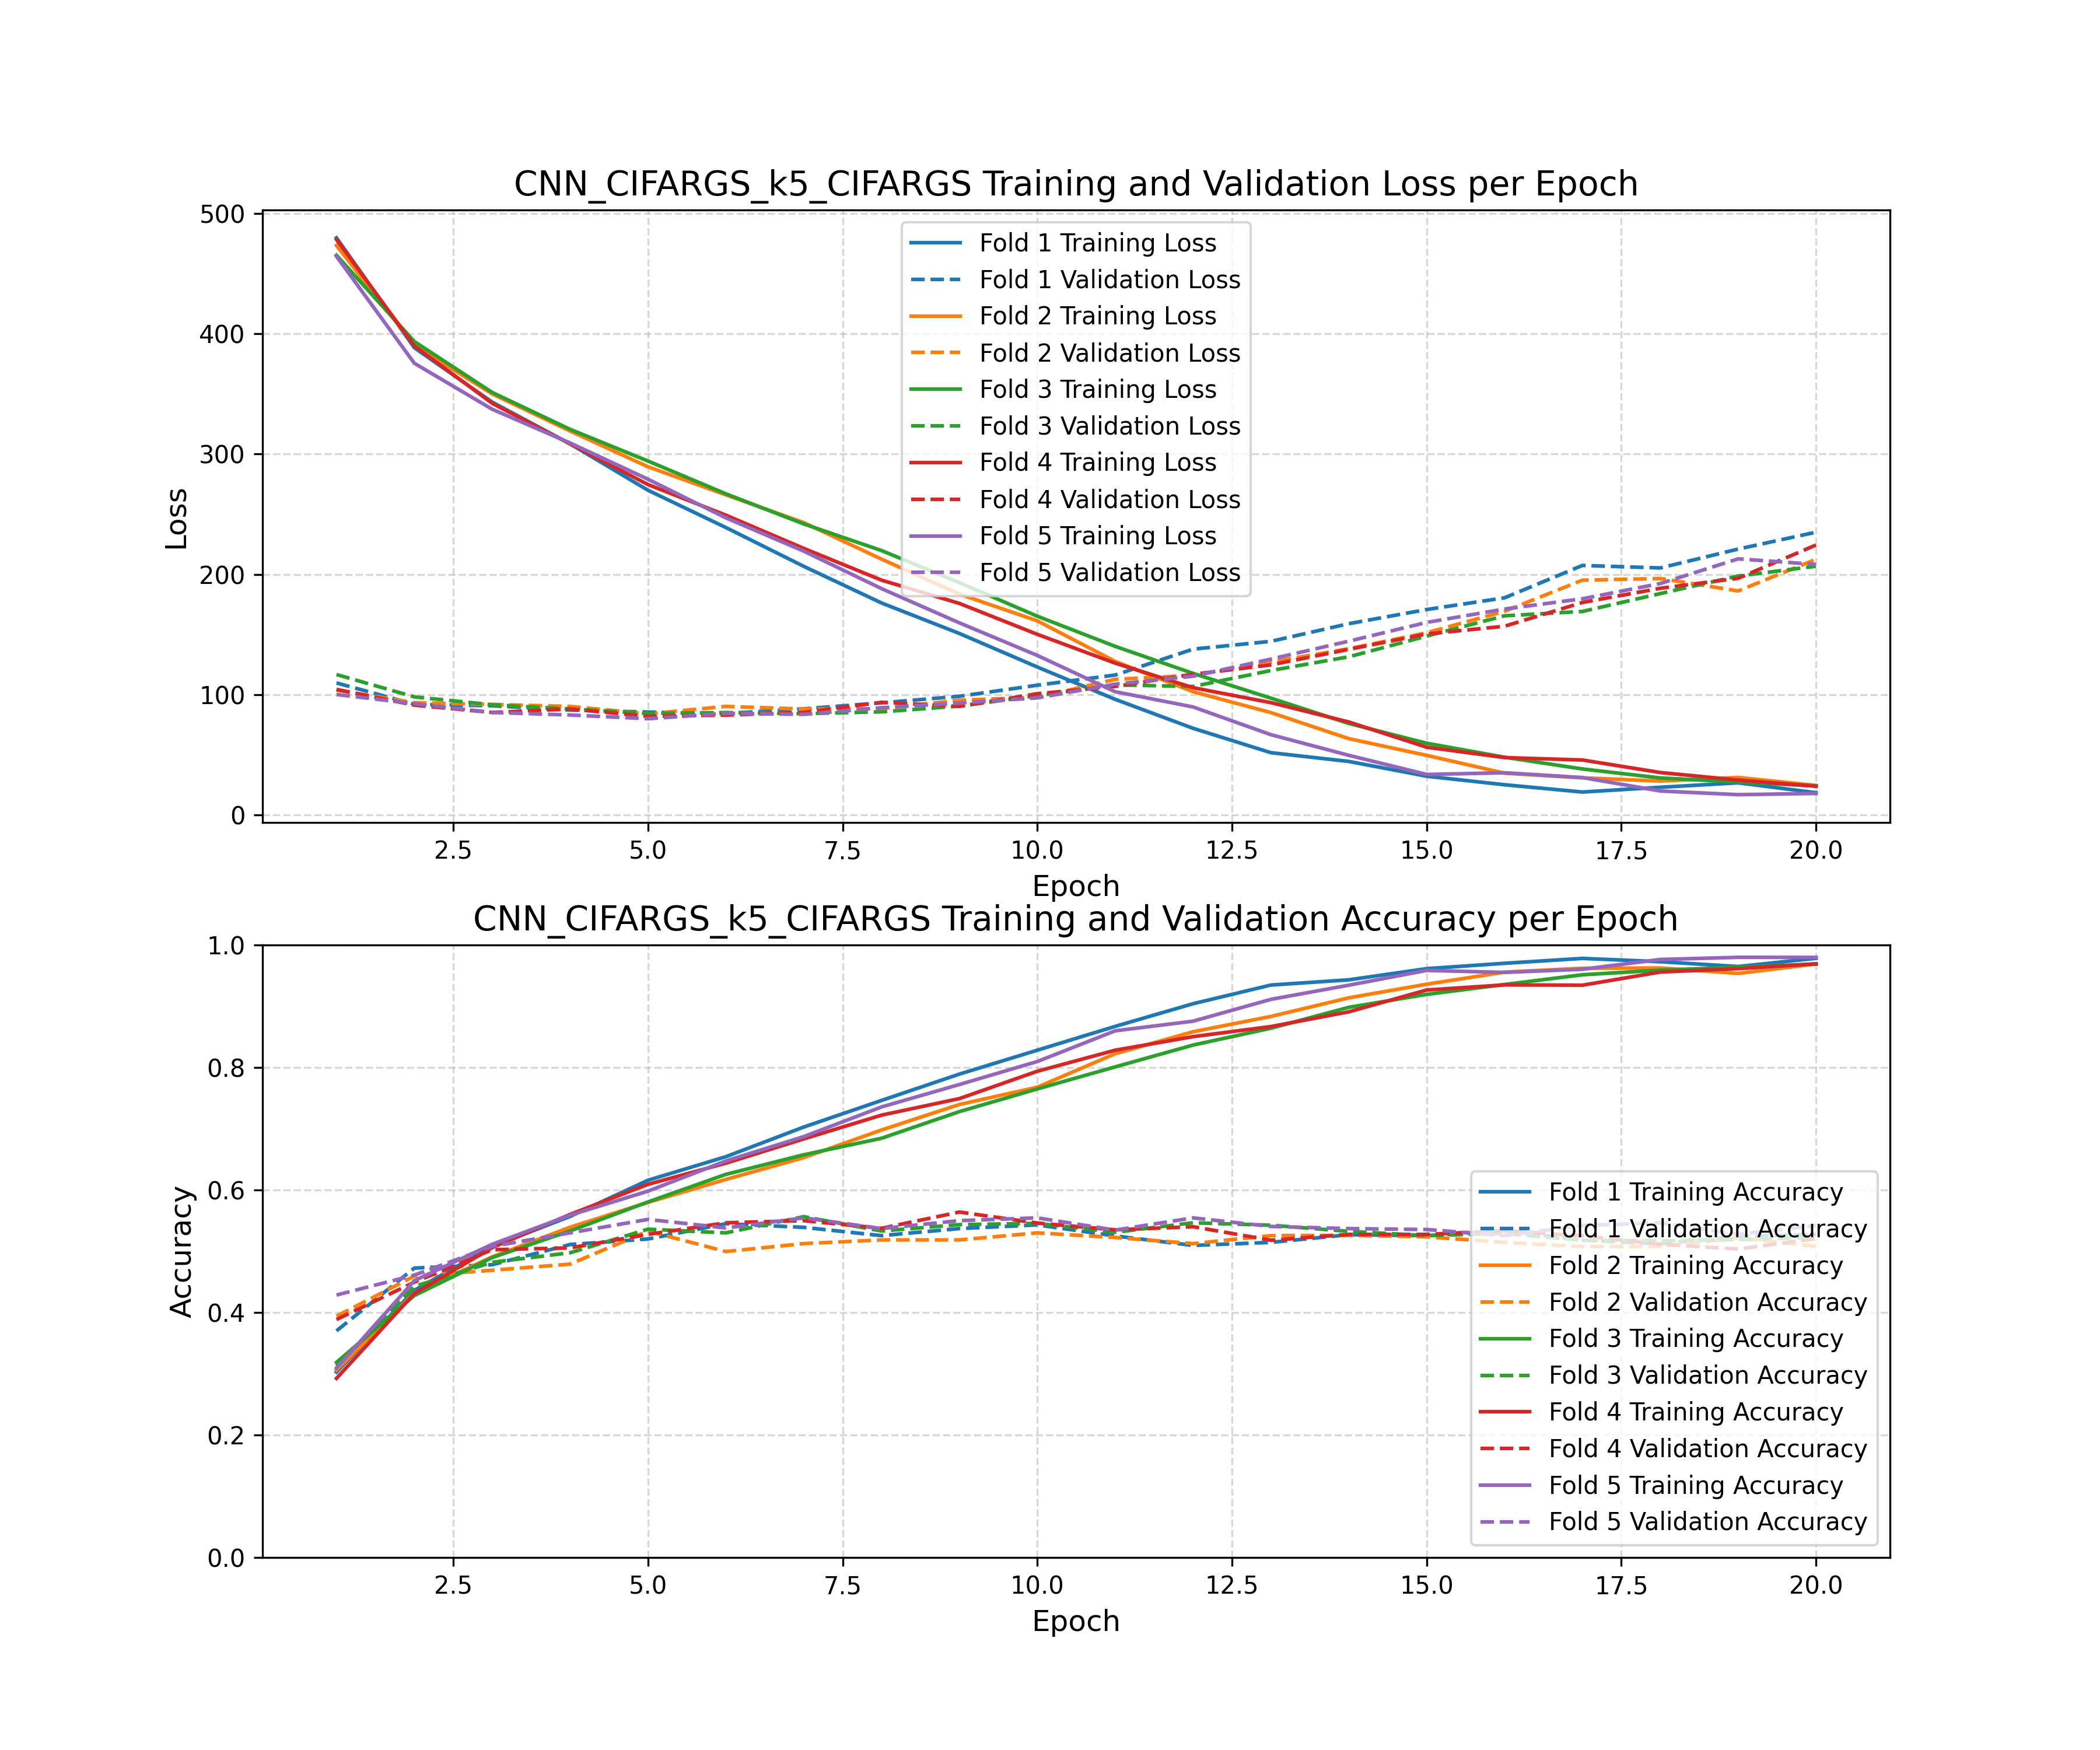 CNN_CIFARGS_k5_CIFARGS Training and Validation Loss per Epoch
500
400
300
200
100
0
Loss
Fold 1 Training Loss
Fold 1 Validation Loss
Fold 2 Training Loss
Fold 2 Validation Loss
Fold 3 Training Loss
Fold 3 Validation Loss
Fold 4 Training Loss
Fold 4 Validation Loss
Fold 5 Training Loss
Fold 5 Validation Loss
2.5 5.0 7.5 10.0 12.5 15.0 17.5 20.0
Epoch
CNN_CIFARGS_k5_CIFARGS Training and Validation Accuracy per Epoch
1.0
0.8
0.6
0.4
0.2
0.0
Accuracy
Fold 1 Training Accuracy
Fold 1 Validation Accuracy
Fold 2 Training Accuracy
Fold 2 Validation Accuracy
Fold 3 Training Accuracy
Fold 3 Validation Accuracy
Fold 4 Training Accuracy
Fold 4 Validation Accuracy
Fold 5 Training Accuracy
Fold 5 Validation Accuracy
2.5 5.0 7.5 10.0 12.5 15.0 17.5 20.0
Epoch